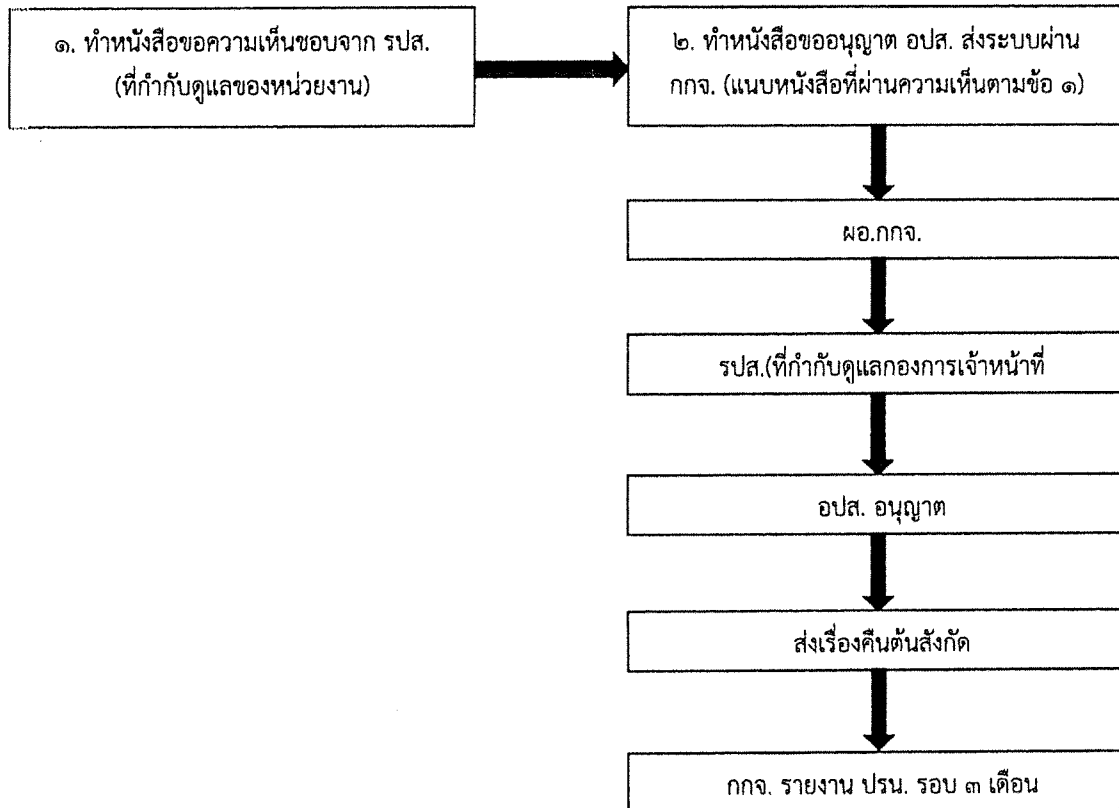 ๑. ทำหนังสือขอความเห็นชอบจาก รปส.
(ที่กำกับดูแลของหน่วยงาน)
๒. ทำหนังสือขออนุญาต อปส. ส่งระบบผ่าน
กกจ. (แนบหนังสือที่ผ่านความเห็นตามข้อ ๑)
ผอ.กกจ.
รปส.(ที่กำกับดูแลกองการเจ้าหน้าที่
อปส. อนุญาต
ส่งเรื่องคืนต้นสังกัด
กกจ. รายงาน ปรน. รอบ ๓ เดือน